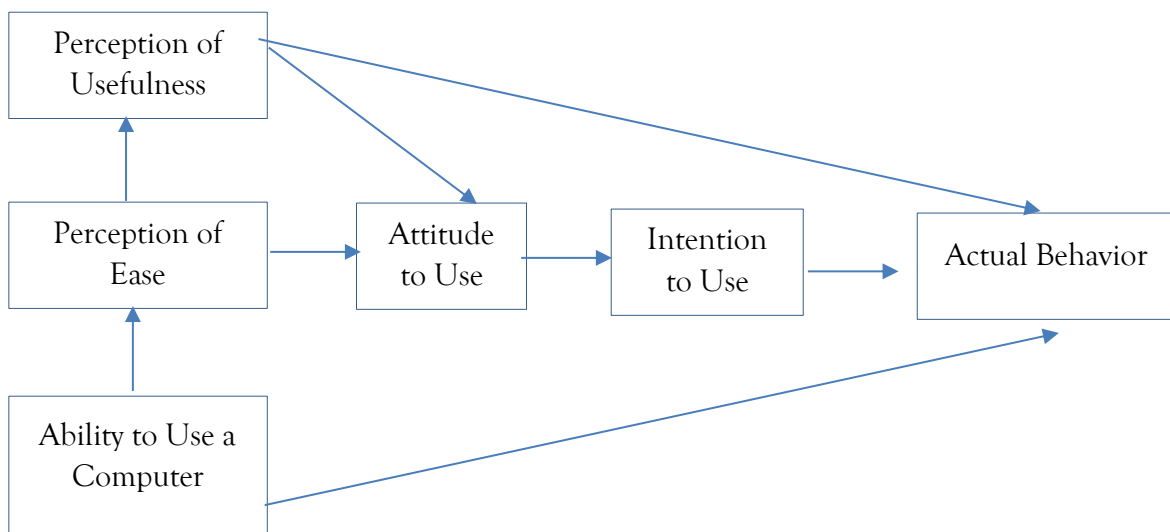 Perception of
Usefulness
Perception of
Ease
Attitude
to Use
Intention
to Use
Actual Behavior
Ability to Use a
Computer